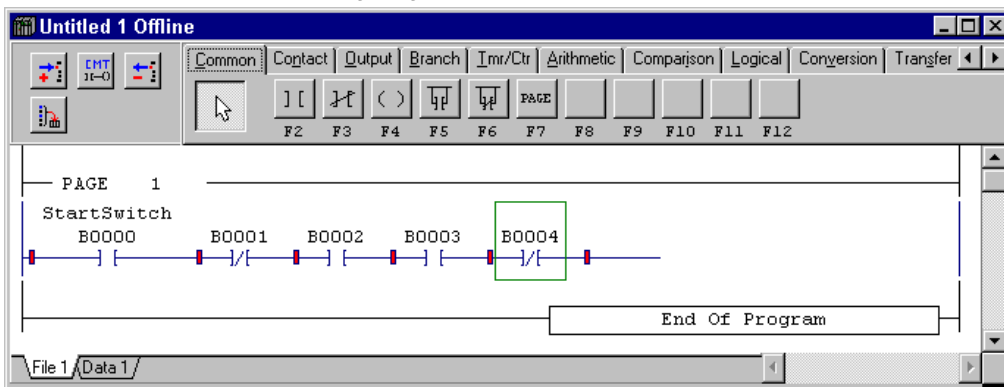 Untitled 1 Offline
CMT
Common Contact Output Branch Tmr/Ctr Arithmetic Comparison Logical Conversion Transfer
PAGE
F2 F3 F4 F5 F6 F7 F8 F9 F10 F11 F12
PAGE 1
StartSwitch
B0000 B0001 B0002 B0003 B0004
End Of Program
File 1 Data 1